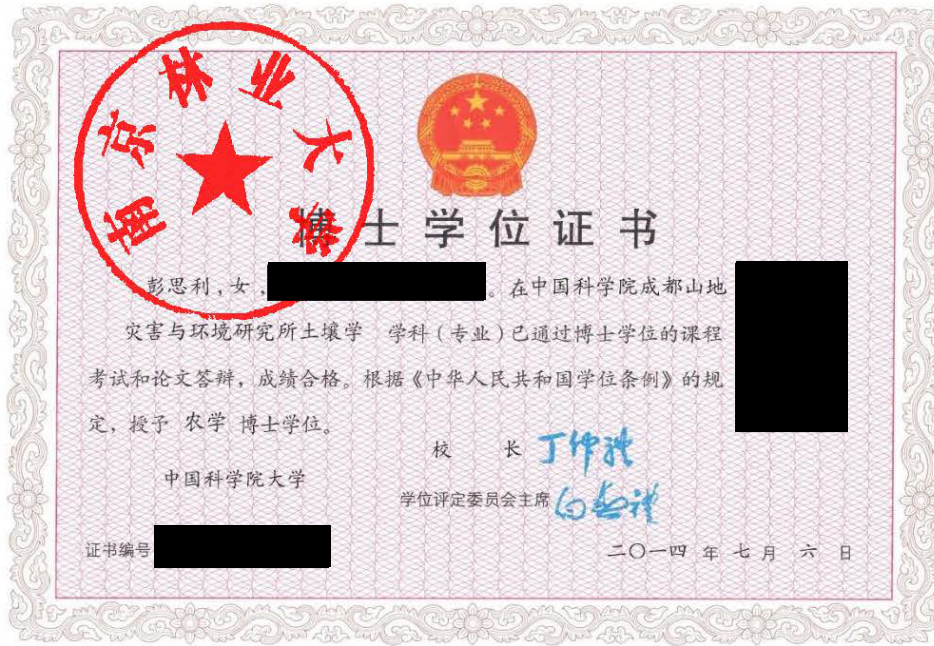 南京林业大学
博士学位证书
彭思利,女,。在中国科学院成都山地
灾害与环境研究所土壤学 学科(专业)已通过博士学位的课程
考试和论文答辩,成绩合格。根据《中华人民共和国学位条例》的规
定,授予 农学 博士学位。
校 长 丁仲礼
中国科学院大学
学位评定委员会主席 白春礼
证书编号
二〇一四 年 七 月 六 日